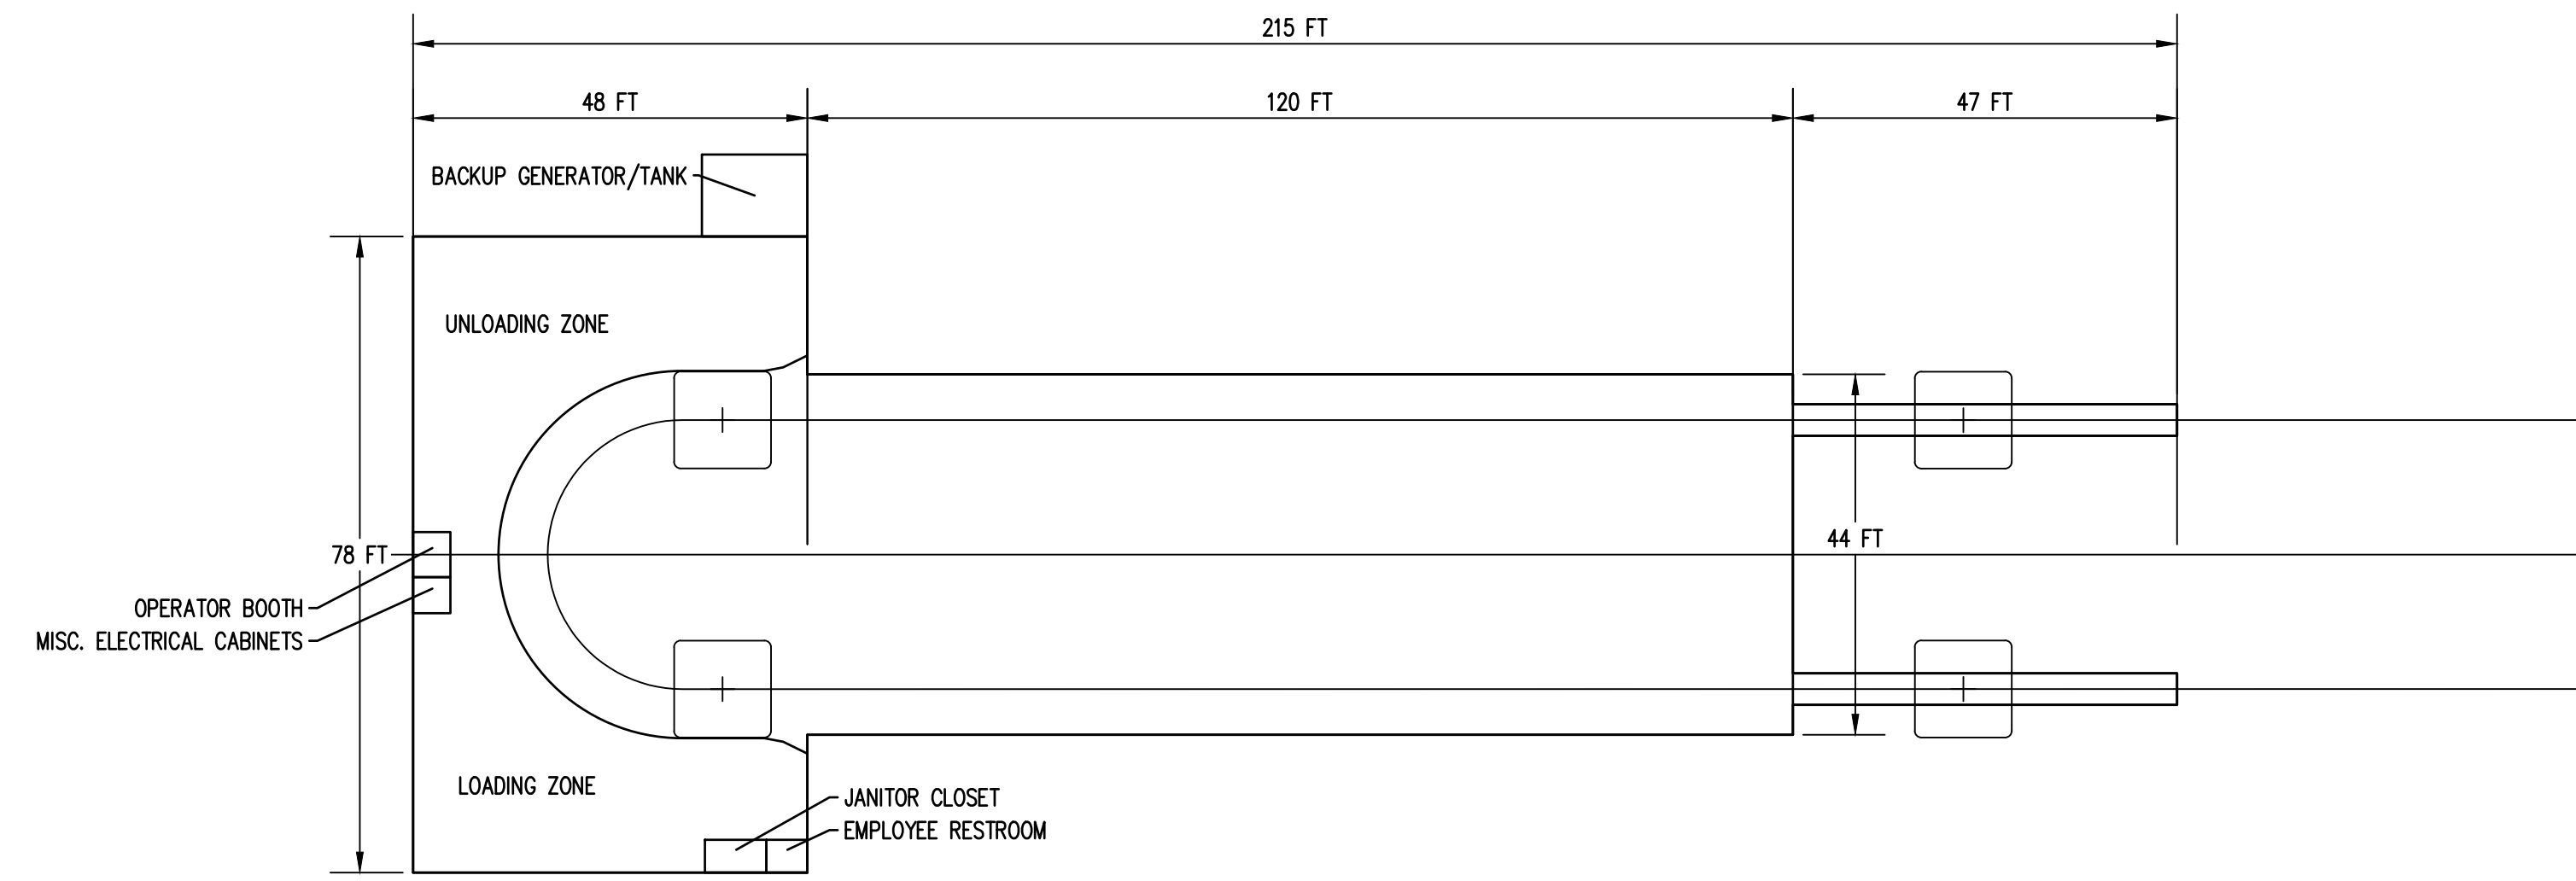 215 FT
48 FT
120 FT
47 FT
BACKUP GENERATOR/TANK
UNLOADING ZONE
44 FT
78 FT
OPERATOR BOOTH
MISC. ELECTRICAL CABINETS
LOADING ZONE
JANITOR CLOSET
EMPLOYEE RESTROOM